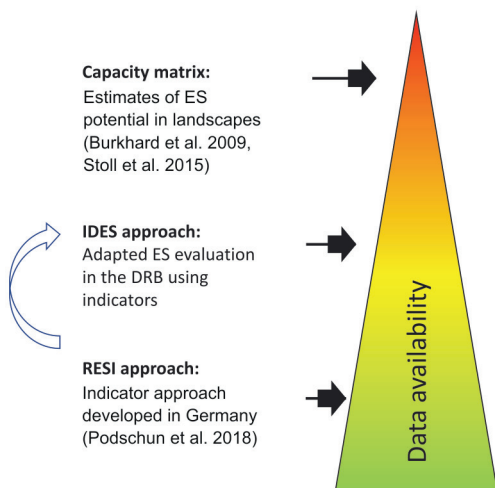 Capacity matrix:
Estimates of ES
potential in landscapes
(Burkhard et al. 2009,
Stoll et al. 2015)
IDES approach:
Adapted ES evaluation
in the DRB using
indicators
RESI approach:
Indicator approach
developed in Germany
(Podschun et al. 2018)
Data availability